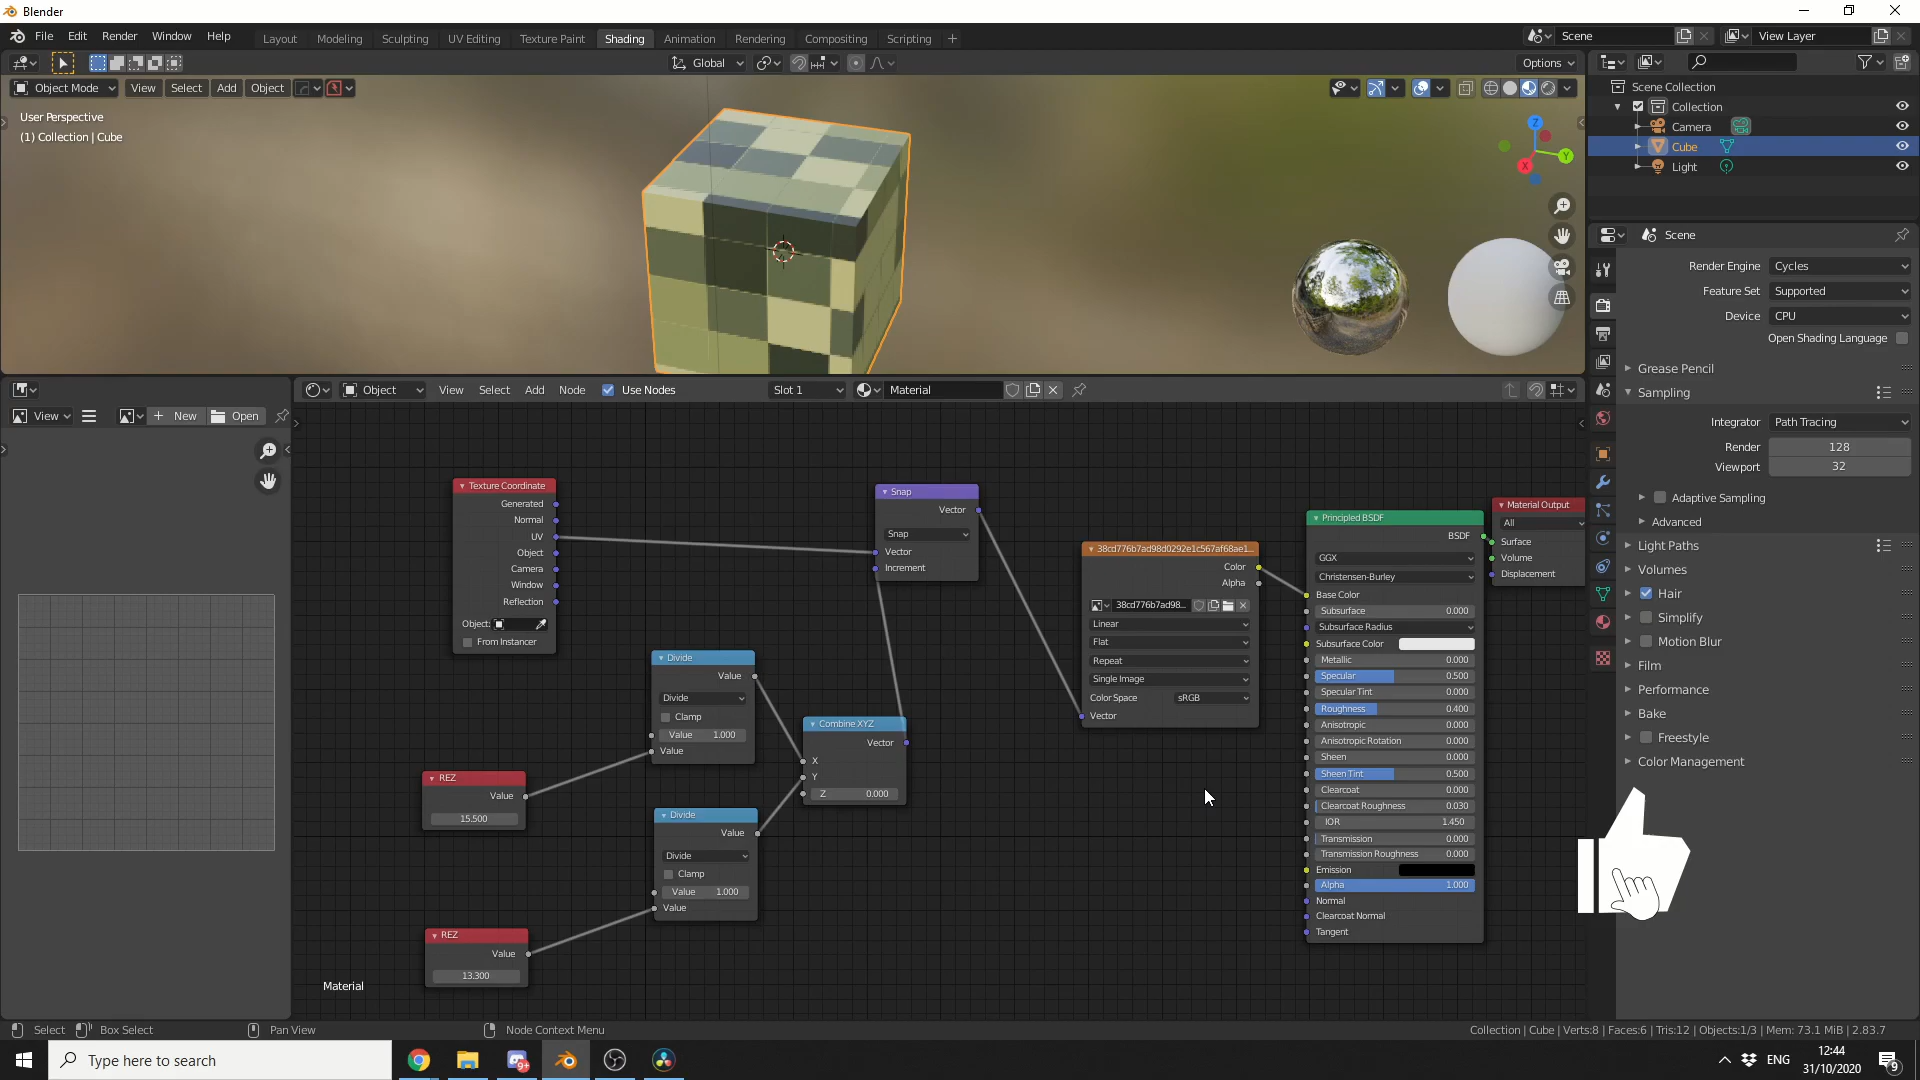 Blender
File Edit Render Window Help
Layout Modeling Sculpting UV Editing Texture Paint Shading Animation Rendering Compositing Scripting +
Scene
View Layer
Global
Options
Object Mode View Select Add Object
User Perspective
(1) Collection | Cube
Z
Y
X
Scene Collection
Collection
Camera
Cube
Light
Scene
Render Engine Cycles
Feature Set Supported
Device CPU
Open Shading Language
Grease Pencil
Sampling
Integrator Path Tracing
Render 128
Viewport 32
Adaptive Sampling
Advanced
Light Paths
Volumes
Hair
Simplify
Motion Blur
Film
Performance
Bake
Freestyle
Color Management
View + New Open
Object View Select Add Node Use Nodes Slot 1 Material
Texture Coordinate
Generated
Normal
UV
Object
Camera
Window
Reflection
Object:
From Instancer
Snap
Vector
Snap
Vector
Increment
Divide
Value
Divide
Clamp
Value 1.000
Value
REZ
Value
15.500
Combine XYZ
Vector
X
Y
Z 0.000
Divide
Value
Divide
Clamp
Value 1.000
Value
REZ
Value
13.300
38cd776b7ad98d0292e1c567af68ae1...
Color
Alpha
38cd776b7ad98...
Linear
Flat
Repeat
Single Image
Color Space sRGB
Vector
Principled BSDF
BSDF
GGX
Christensen-Burley
Base Color
Subsurface 0.000
Subsurface Radius
Subsurface Color
Metallic 0.000
Specular 0.500
Specular Tint 0.000
Roughness 0.400
Anisotropic 0.000
Anisotropic Rotation 0.000
Sheen 0.000
Sheen Tint 0.500
Clearcoat 0.000
Clearcoat Roughness 0.030
IOR 1.450
Transmission 0.000
Transmission Roughness 0.000
Emission
Alpha 1.000
Normal
Clearcoat Normal
Tangent
Material Output
All
Surface
Volume
Displacement
Material
Select Box Select Pan View Node Context Menu
Collection | Cube | Verts:8 | Faces:6 | Tris:12 | Objects:1/3 | Mem: 73.1 MiB | 2.83.7
Type here to search
9+
ENG
12:44
31/10/2020
9